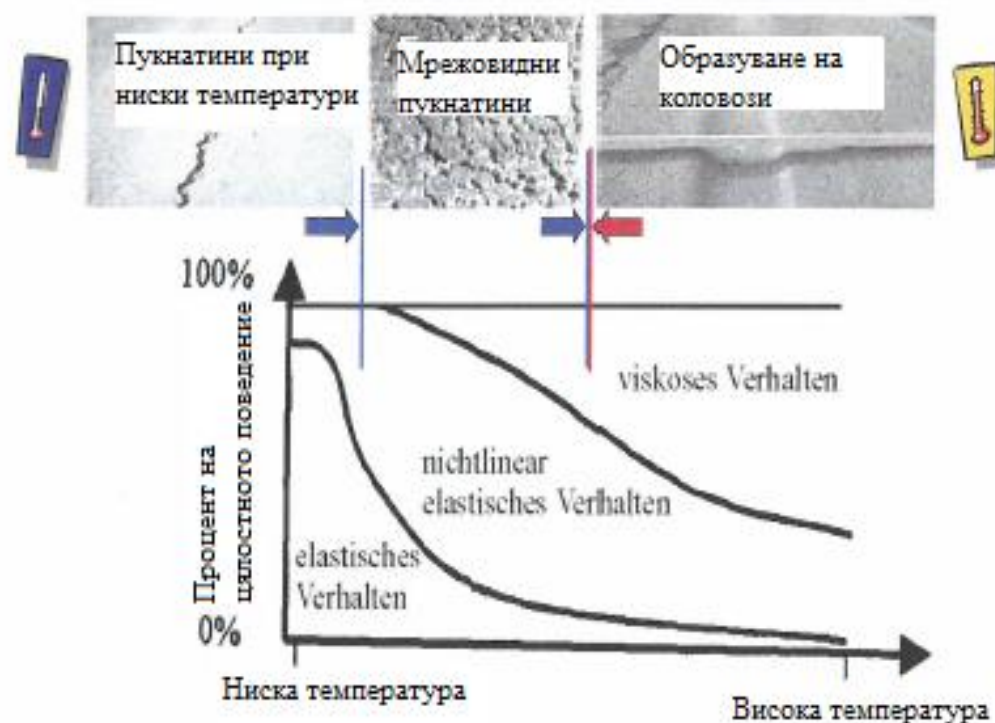 Пукнатини при
ниски температури
Мрежовидни
пукнатини
Образуване на
коловози
100%
Процент на
цялостното поведение
viskoses Verhalten
nichtlinear
elastisches Verhalten
elastisches
Verhalten
0%
Ниска температура
Висока температура